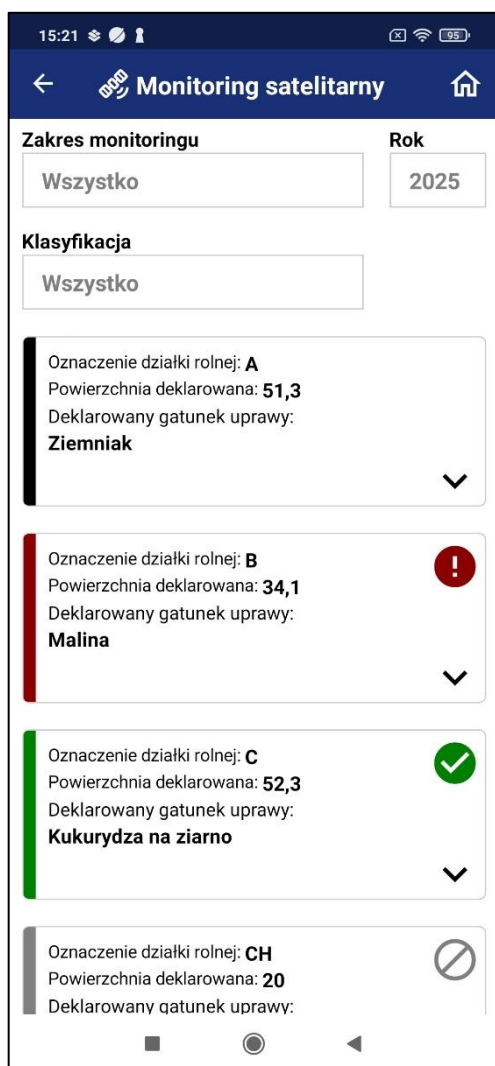 15:21 95
Monitoring satelitarny
Zakres monitoringu Rok
Wszystko 2025
Klasyfikacja
Wszystko
Oznaczenie działki rolnej: A
Powierzchnia deklarowana: 51,3
Deklarowany gatunek uprawy:
Ziemniak
Oznaczenie działki rolnej: B
Powierzchnia deklarowana: 34,1
Deklarowany gatunek uprawy:
Malina
Oznaczenie działki rolnej: C
Powierzchnia deklarowana: 52,3
Deklarowany gatunek uprawy:
Kukurydza na ziarno
Oznaczenie działki rolnej: CH
Powierzchnia deklarowana: 20
Deklarowany gatunek uprawy: